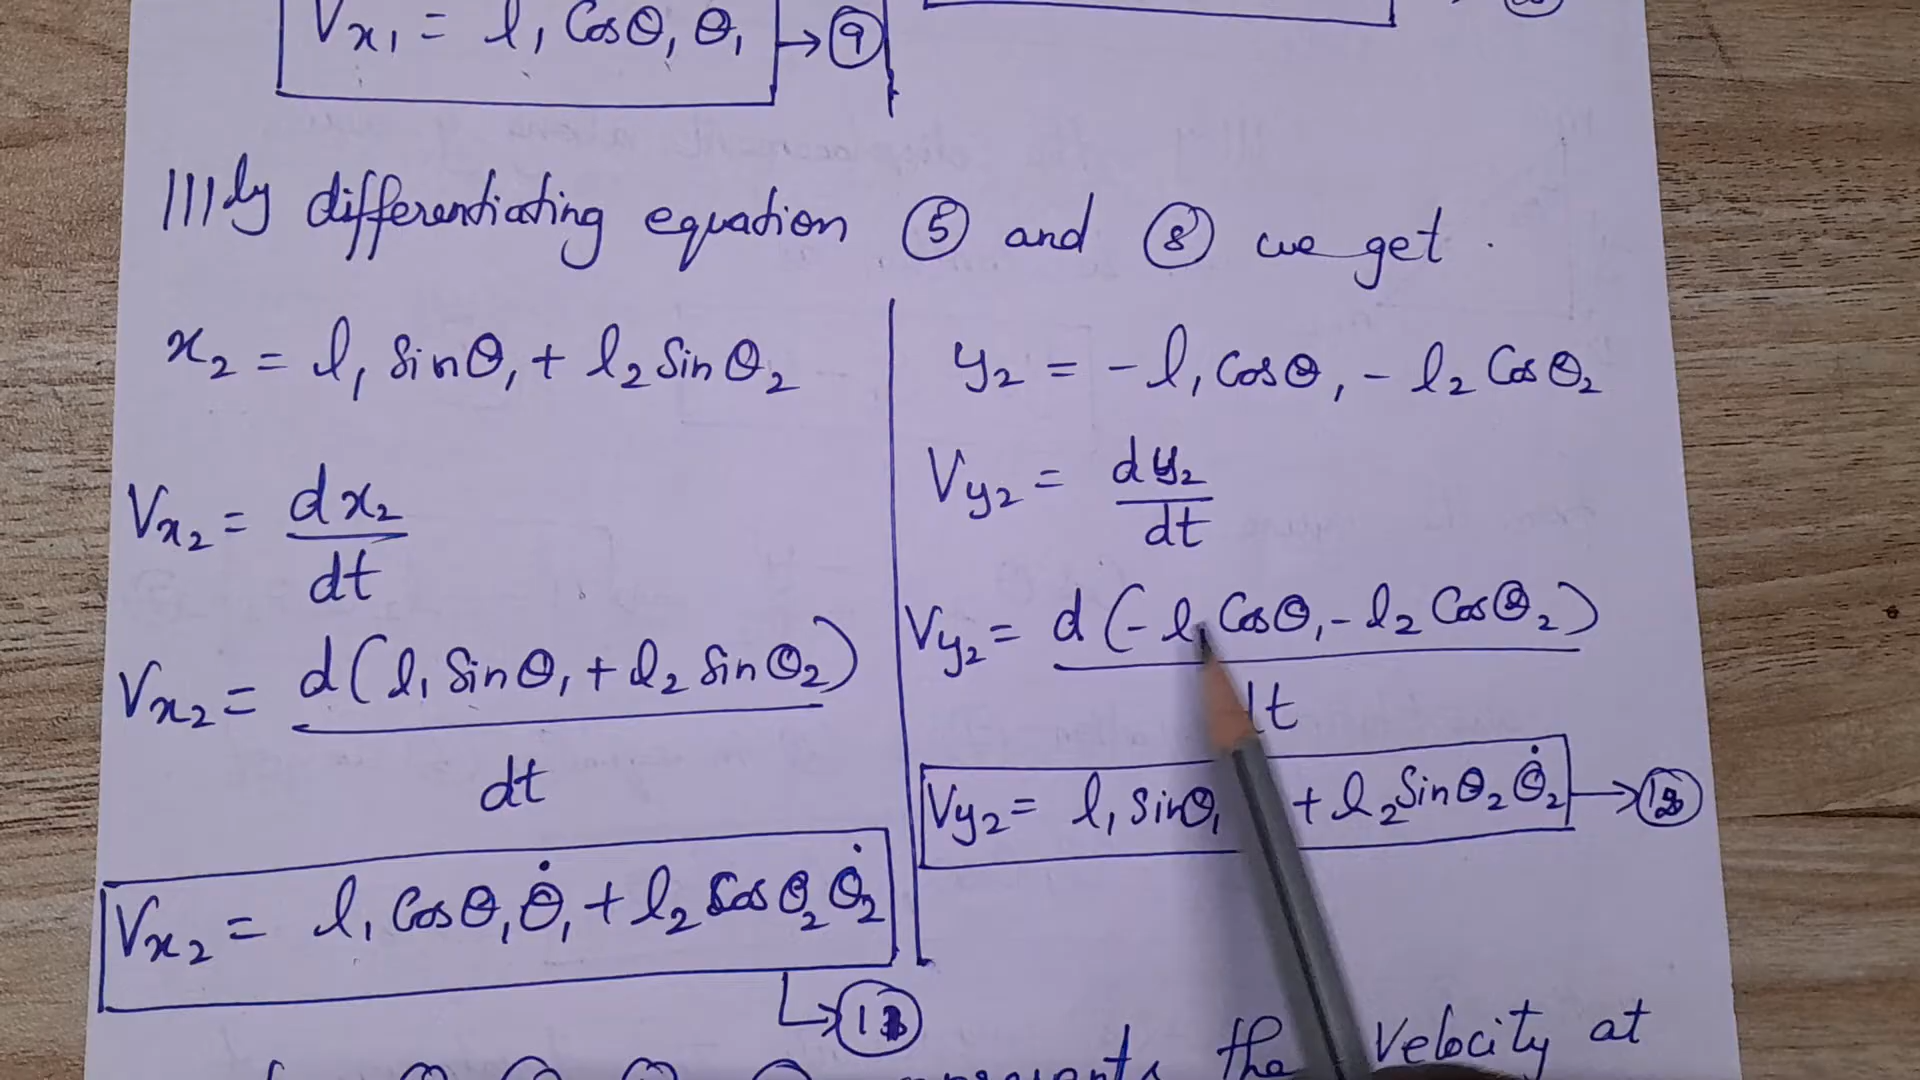 Vx₁ = l₁ Cosθ₁ θ₁ → ⑨
|||ly differentiating equation ⑤ and ⑧ we get .
x₂ = l₁ Sinθ₁ + l₂ Sinθ₂
Vx₂ = dx₂
dt
Vx₂ = d(l₁ Sinθ₁ + l₂ Sinθ₂)
dt
Vx₂ = l₁ Cosθ₁ θ̇₁ + l₂ Cosθ₂ θ̇₂
y₂ = - l₁ Cosθ₁ - l₂ Cosθ₂
Vy₂ = dy₂
dt
Vy₂ = d(- l₁ Cosθ₁ - l₂ Cosθ₂)
dt
Vy₂ = l₁ Sinθ₁ + l₂ Sinθ₂ θ̇₂ →
the Velocity at